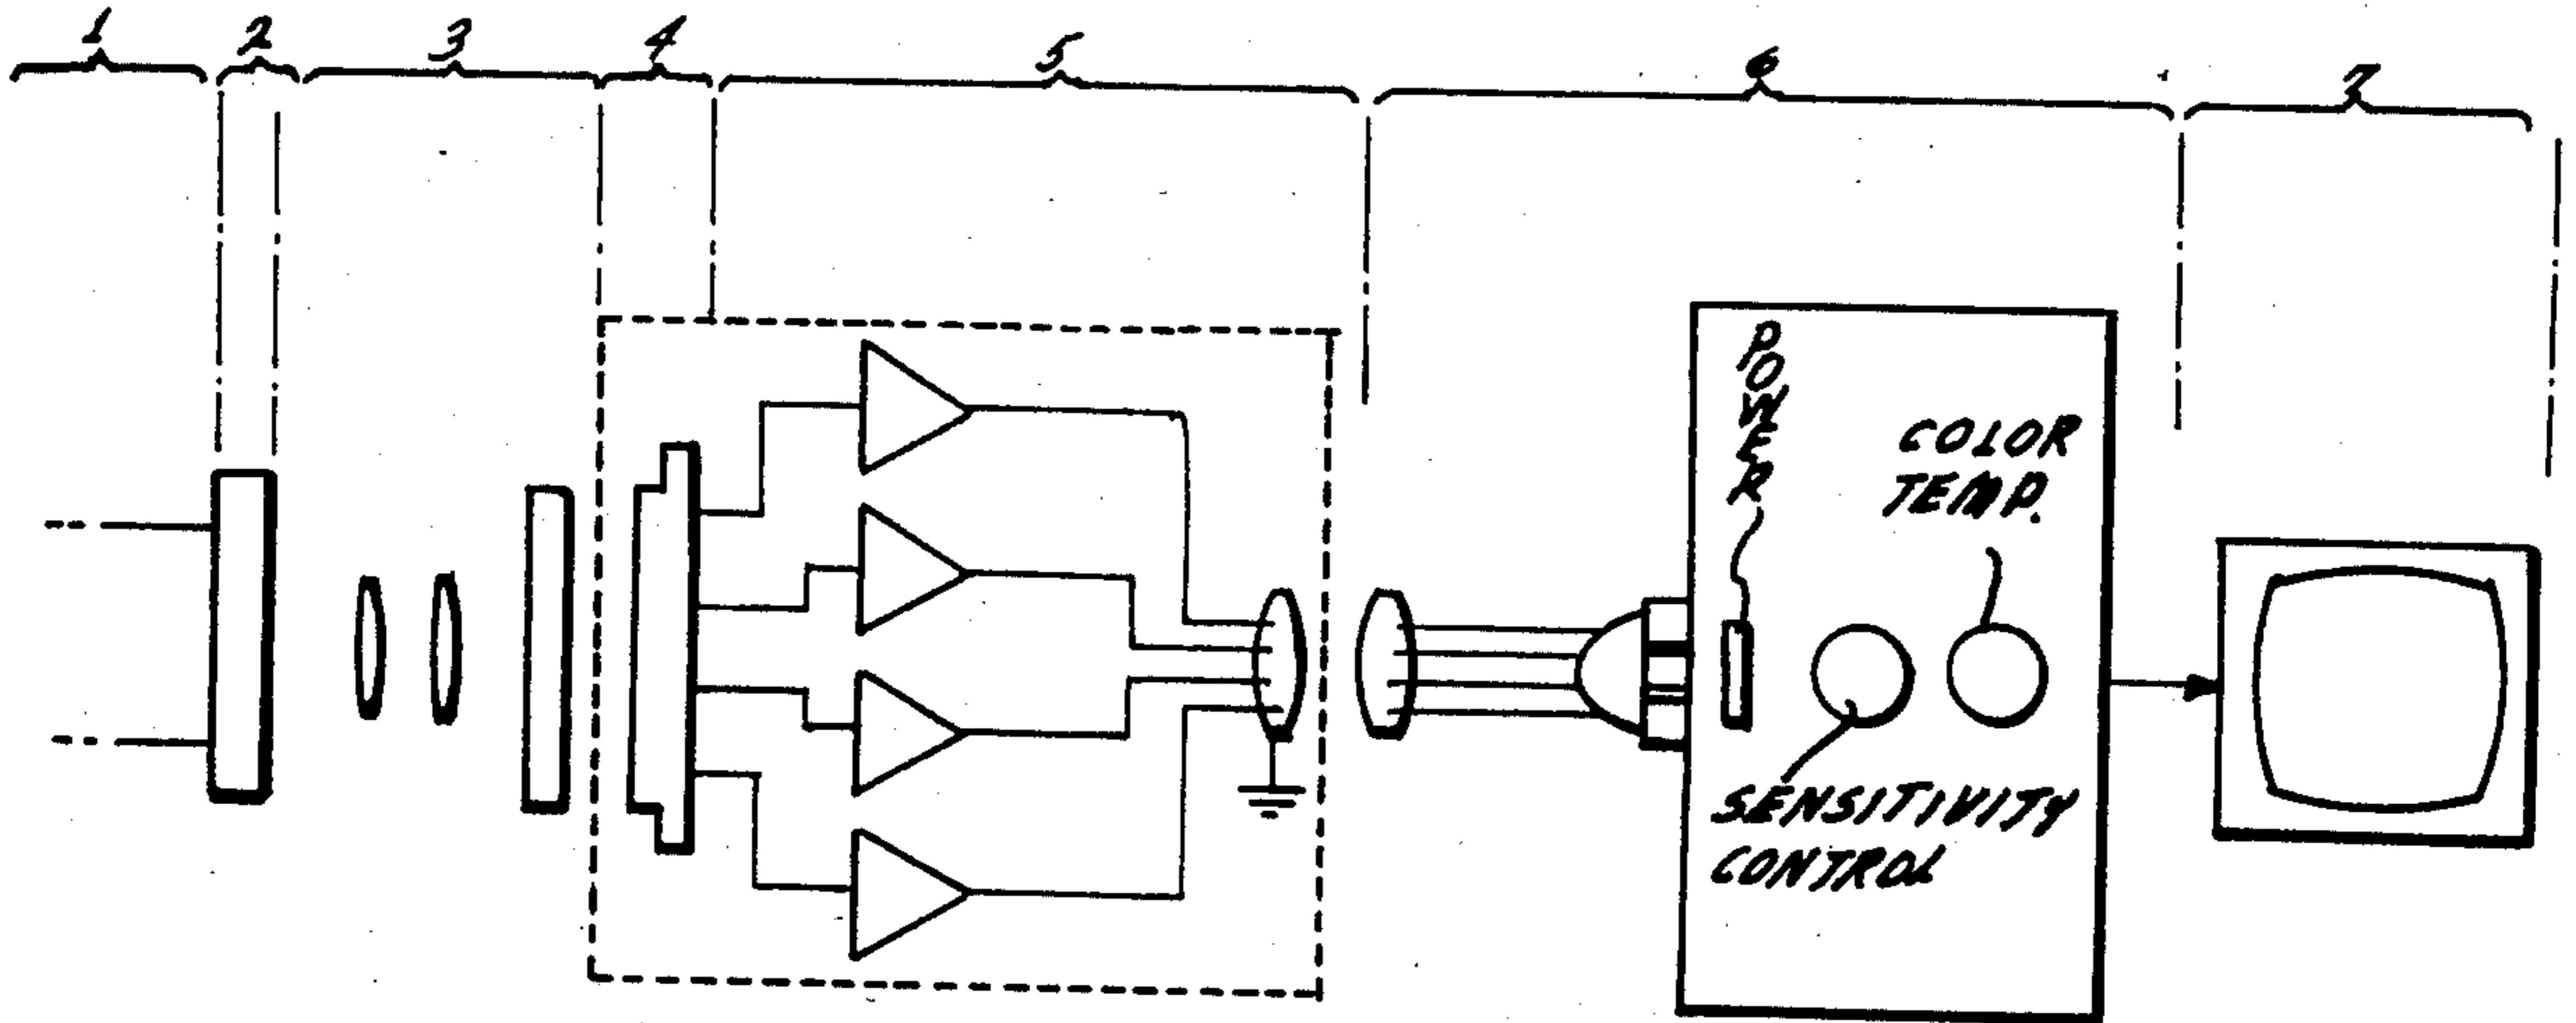 1 2 3 4 5 6 7
POWER
COLOR
TEMP.
SENSITIVITY
CONTROL